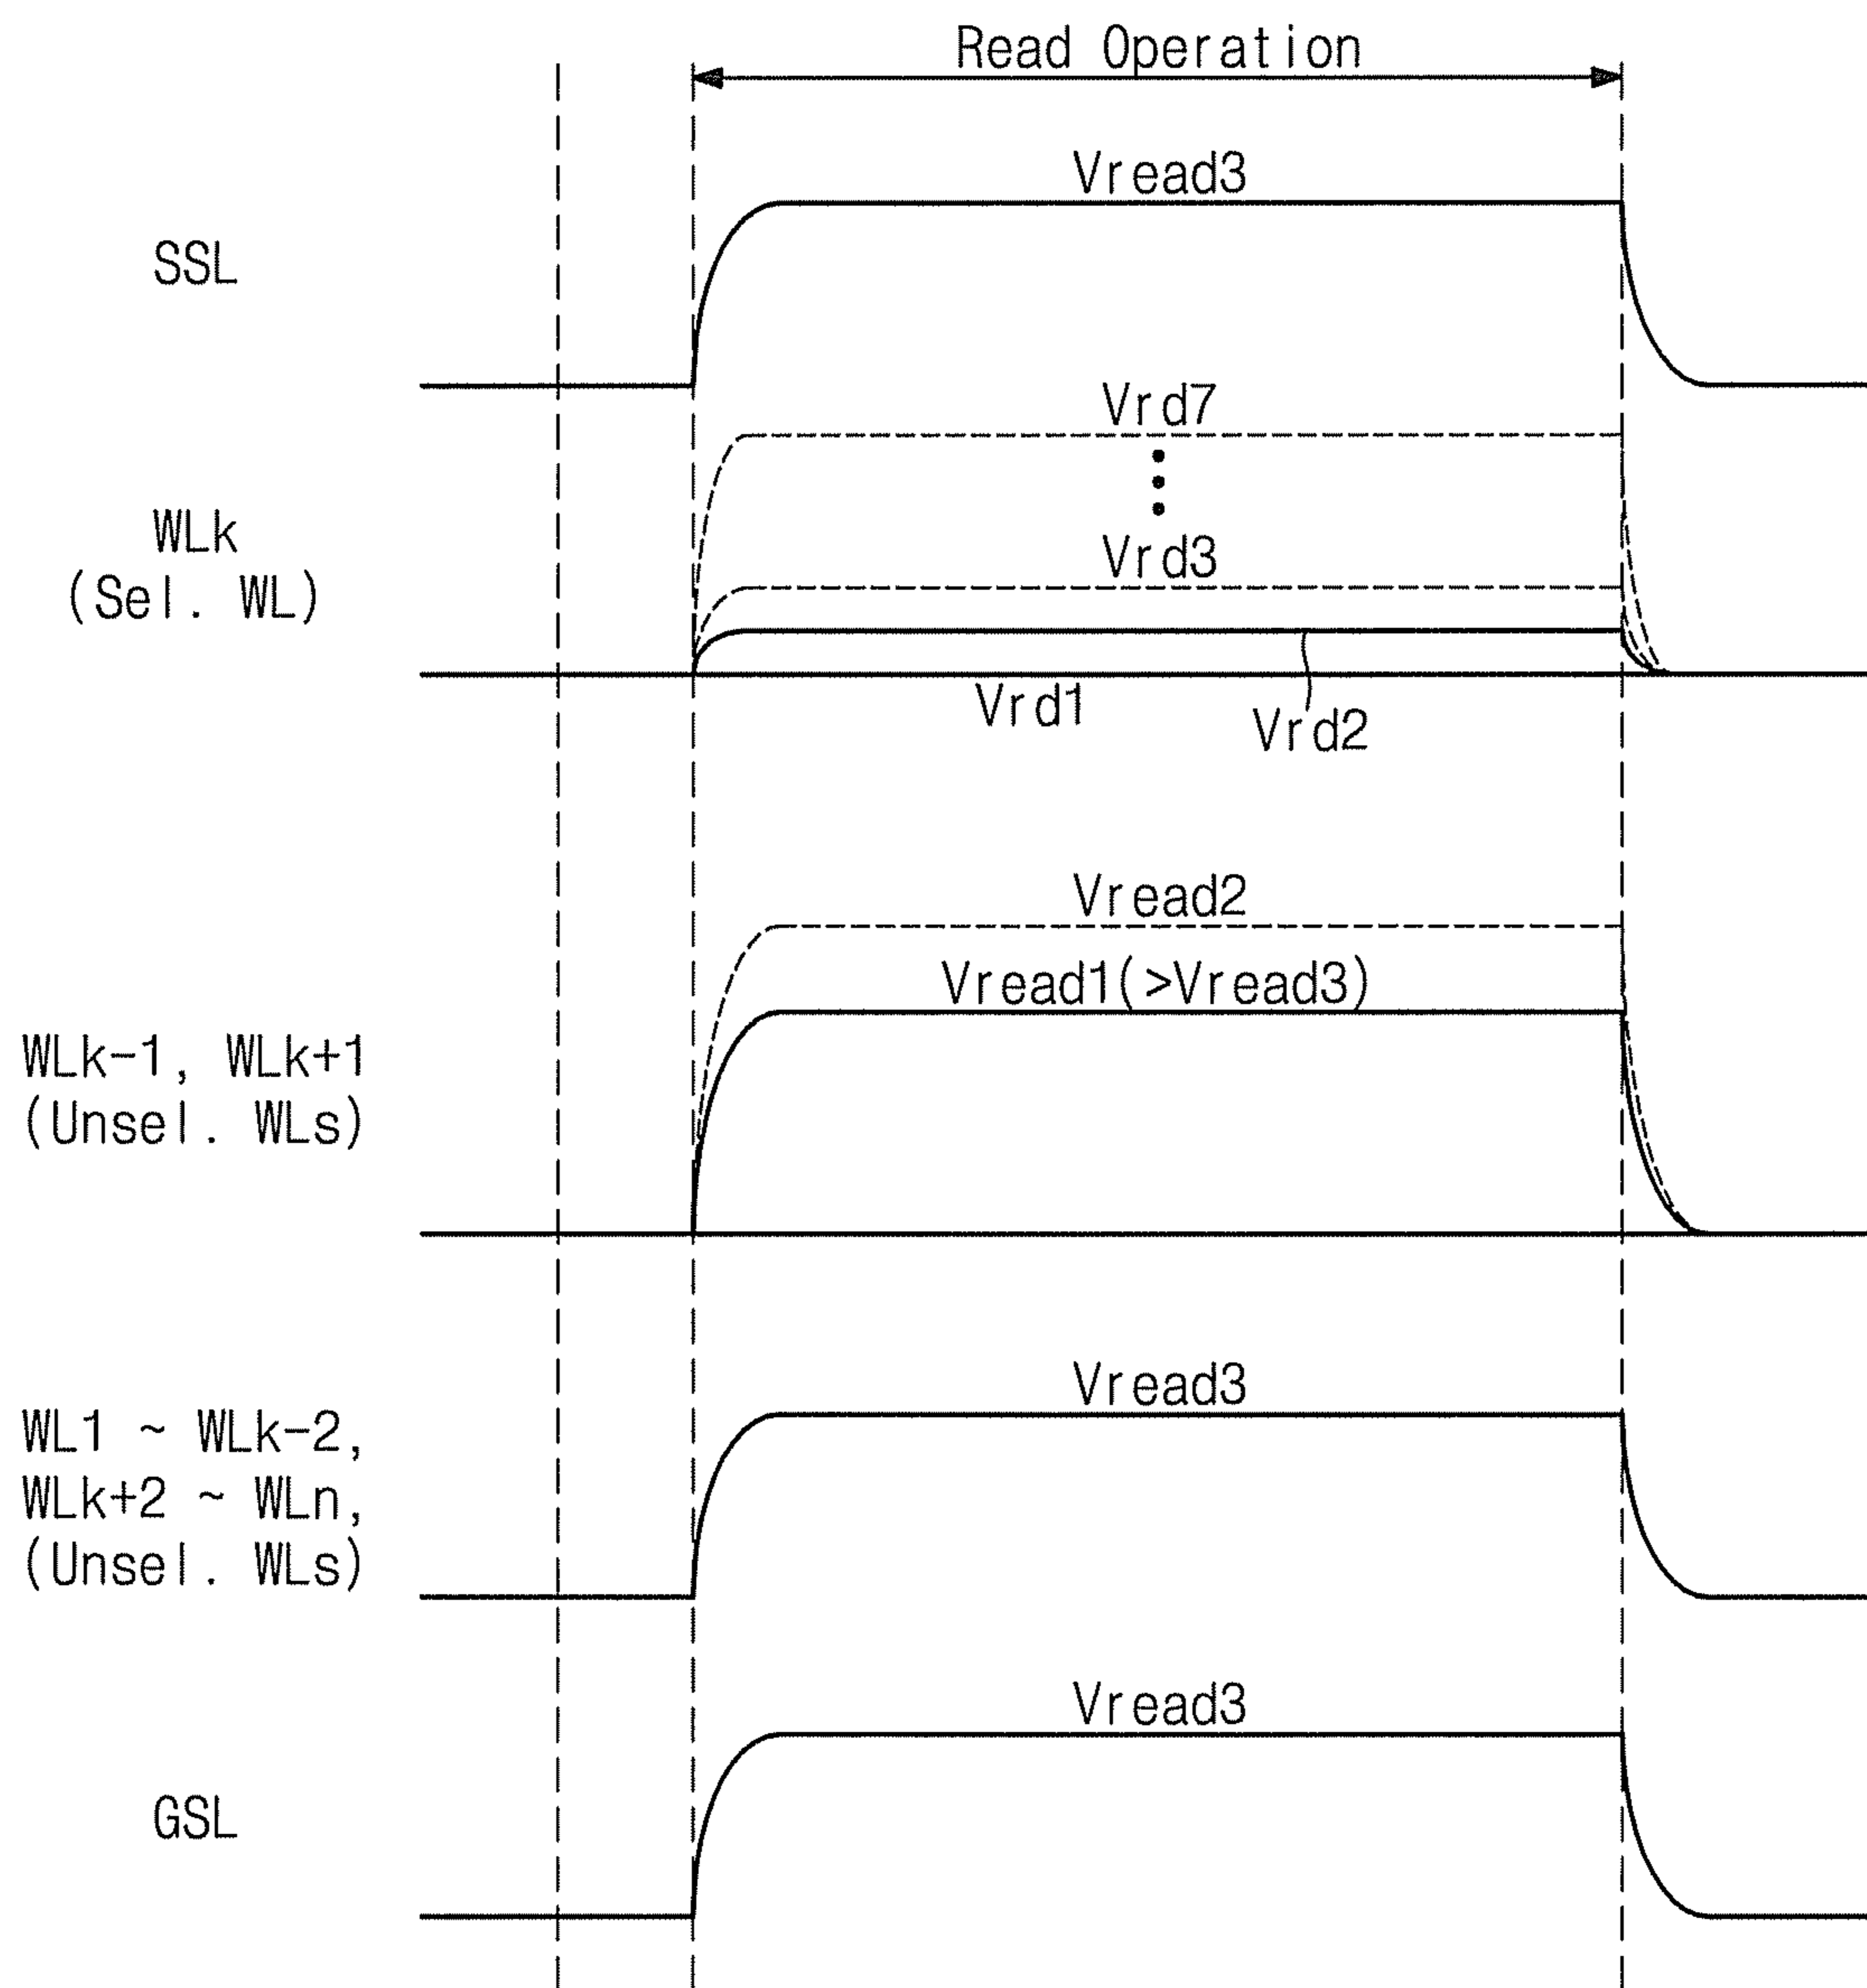 Read Operation
Vread3
SSL
Vrd7
WLk
(Sel. WL)
Vrd3
Vrd1
Vrd2
Vread2
Vread1(>Vread3)
WLk-1, WLk+1
(Unsel. WLs)
Vread3
WL1 ~ WLk-2,
WLk+2 ~ WLn,
(Unsel. WLs)
Vread3
GSL